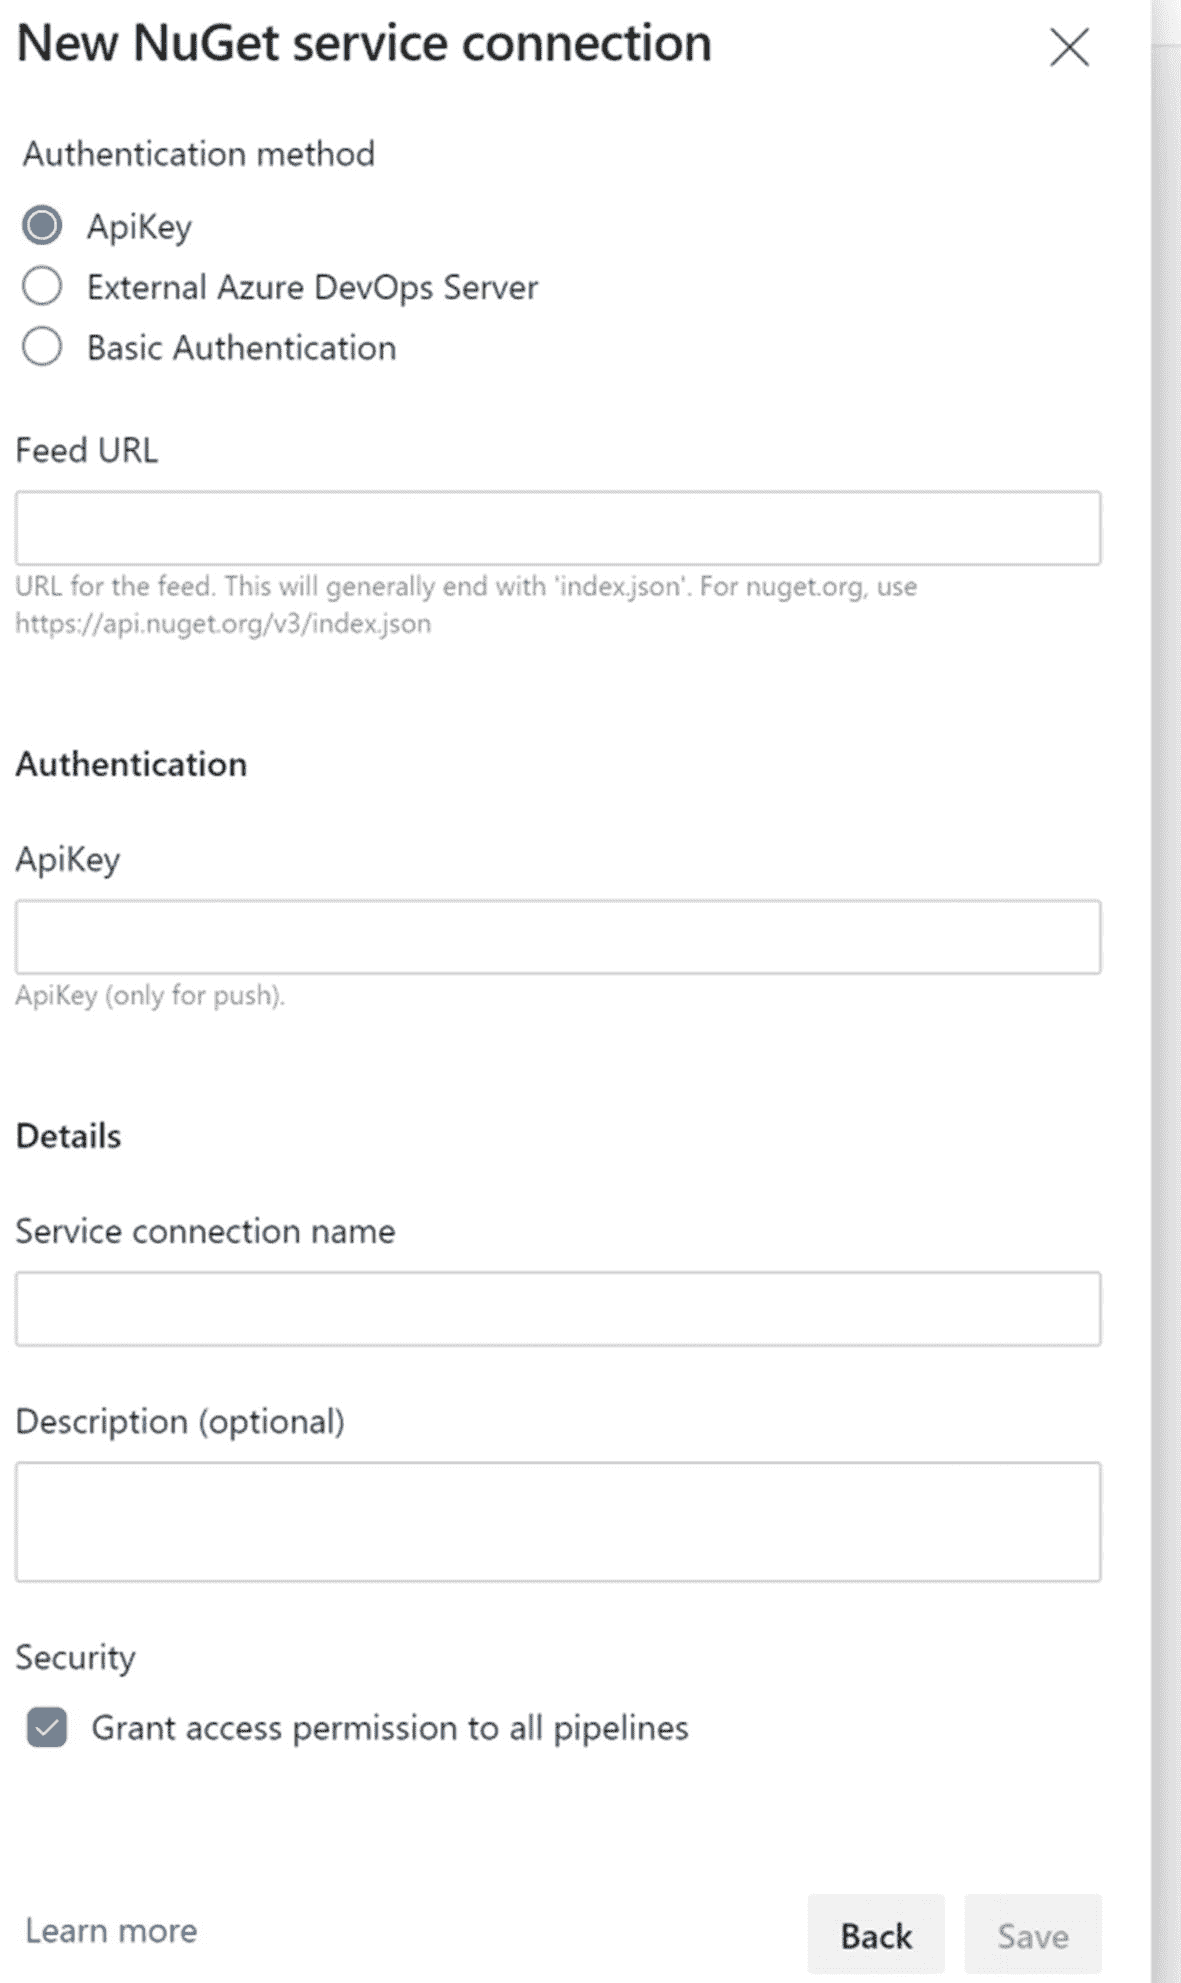 New NuGet service connection
Authentication method
ApiKey
External Azure DevOps Server
Basic Authentication
Feed URL
URL for the feed. This will generally end with 'index.json'. For nuget.org, use
https://api.nuget.org/v3/index.json
Authentication
ApiKey
ApiKey (only for push).
Details
Service connection name
Description (optional)
Security
Grant access permission to all pipelines
Learn more
Back
Save